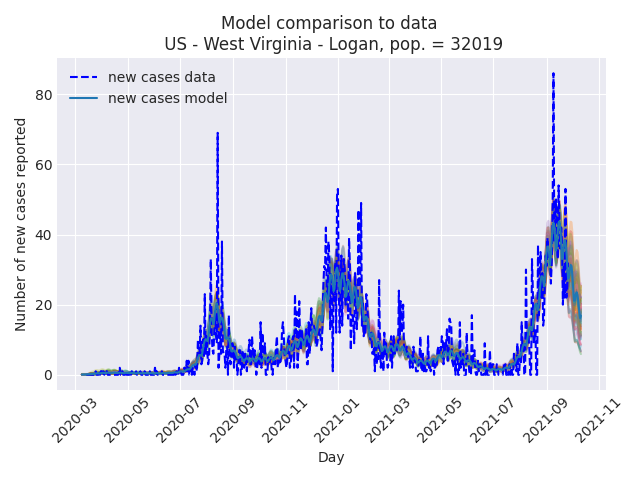 Model comparison to data
US - West Virginia - Logan, pop. = 32019
new cases data
new cases model
Number of new cases reported
80
60
40
20
0
2020-03
2020-05
2020-07
2020-09
2020-11
2021-01
2021-03
2021-05
2021-07
2021-09
2021-11
Day